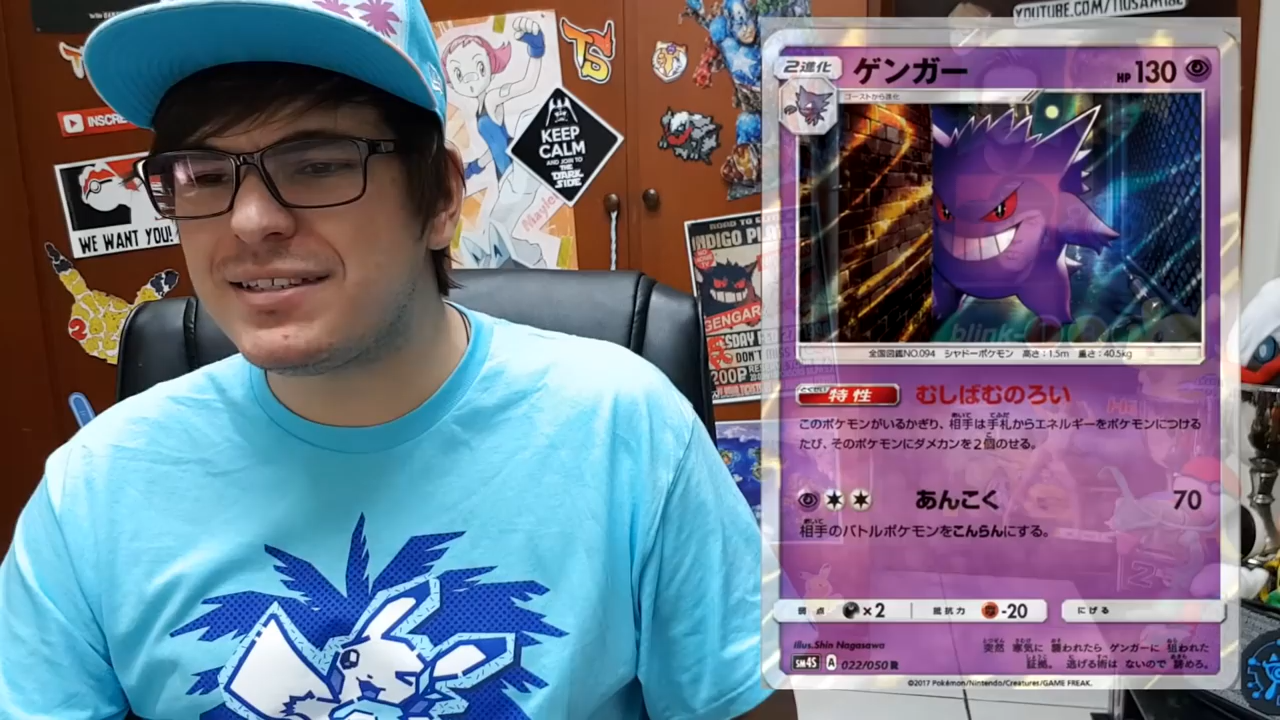 YOUTUBE.COM/TIOSAMIBE
TS
INSCRE
KEEP
CALM
AND JOIN TO
THE
DARK
SIDE
WE WANT YOU!
ROAD TO
INDIGO PL
GENGAR
DON'T
200P
2進化
ゲンガー
HP 130
ゴーストから進化
blink-
全国図鑑NO.094 シャドーポケモン 高さ：1.5m 重さ：40.5kg
特性 むしばむのろい
このポケモンがいるかぎり、相手は手札からエネルギーをポケモンにつける
たび、そのポケモンにダメカンを2個のせる。
あんこく 70
相手のバトルポケモンをこんらんにする。
弱点 ×2 抵抗力 -20 にげる
Illus.Shin Nagasawa
SM4S A 022/050 R
突然 寒気に 襲われたら ゲンガーに 狙われた
証拠。 逃げる術は ないので 諦めろ。
©2017 Pokémon/Nintendo/Creatures/GAME FREAK.